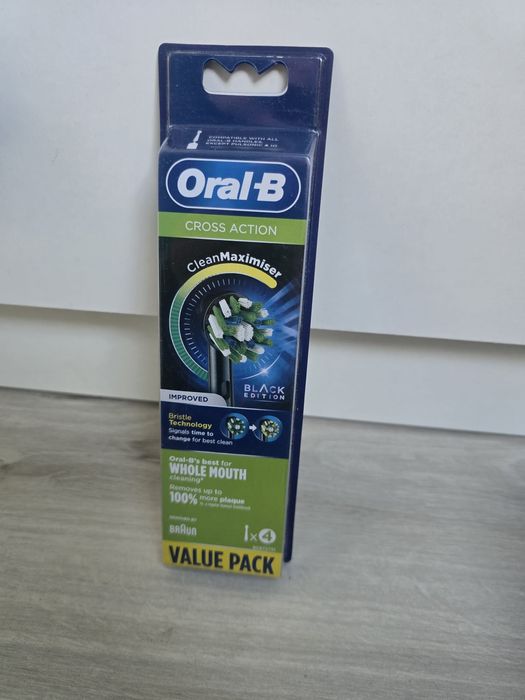 COMPATIBLE WITH ALL
ORAL-B HANDLES,
EXCEPT PULSONIC & iO
Oral-B
CROSS ACTION
CleanMaximiser
BLACK
EDITION
IMPROVED
Bristle
Technology
Signals time to
change for best clean
Oral-B's best for
WHOLE MOUTH
cleaning*
Removes up to
100% more plaque
BRAUN
x 4
VALUE PACK